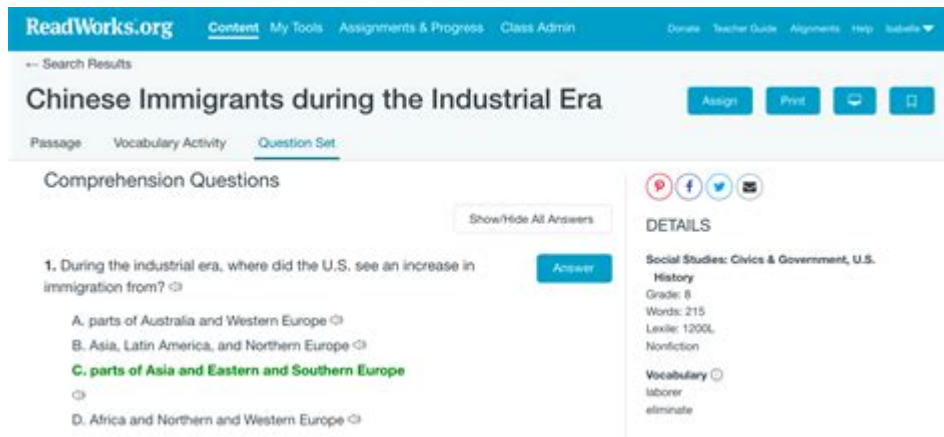 ReadWorks.org Content My Tools Assignments & Progress Class Admin Donate Teacher Guide Alignments Help Isabelle
← Search Results
Chinese Immigrants during the Industrial Era
Assign Print
Passage Vocabulary Activity Question Set
Comprehension Questions
Show/Hide All Answers
1. During the industrial era, where did the U.S. see an increase in
immigration from?
Answer
A. parts of Australia and Western Europe
B. Asia, Latin America, and Northern Europe
C. parts of Asia and Eastern and Southern Europe
D. Africa and Northern and Western Europe
DETAILS
Social Studies: Civics & Government, U.S.
History
Grade: 8
Words: 215
Lexile: 1200L
Nonfiction
Vocabulary
laborer
eliminate